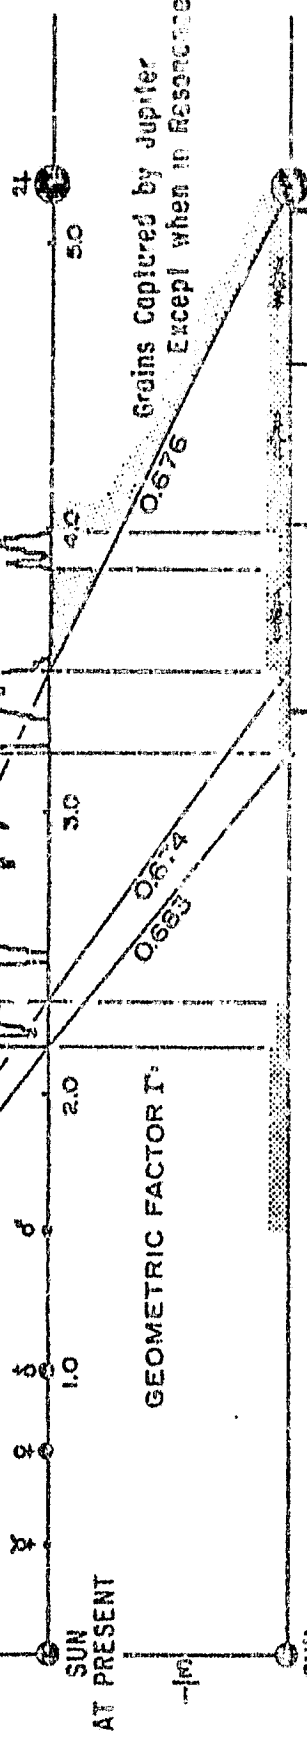 ♃
5.0
4.0
3.0
2.0
1.0
♂
♀
☿
Grains Captured by Jupiter
Except when in Resonance
0.676
0.674
0.683
GEOMETRIC FACTOR Γ:
SUN
AT PRESENT